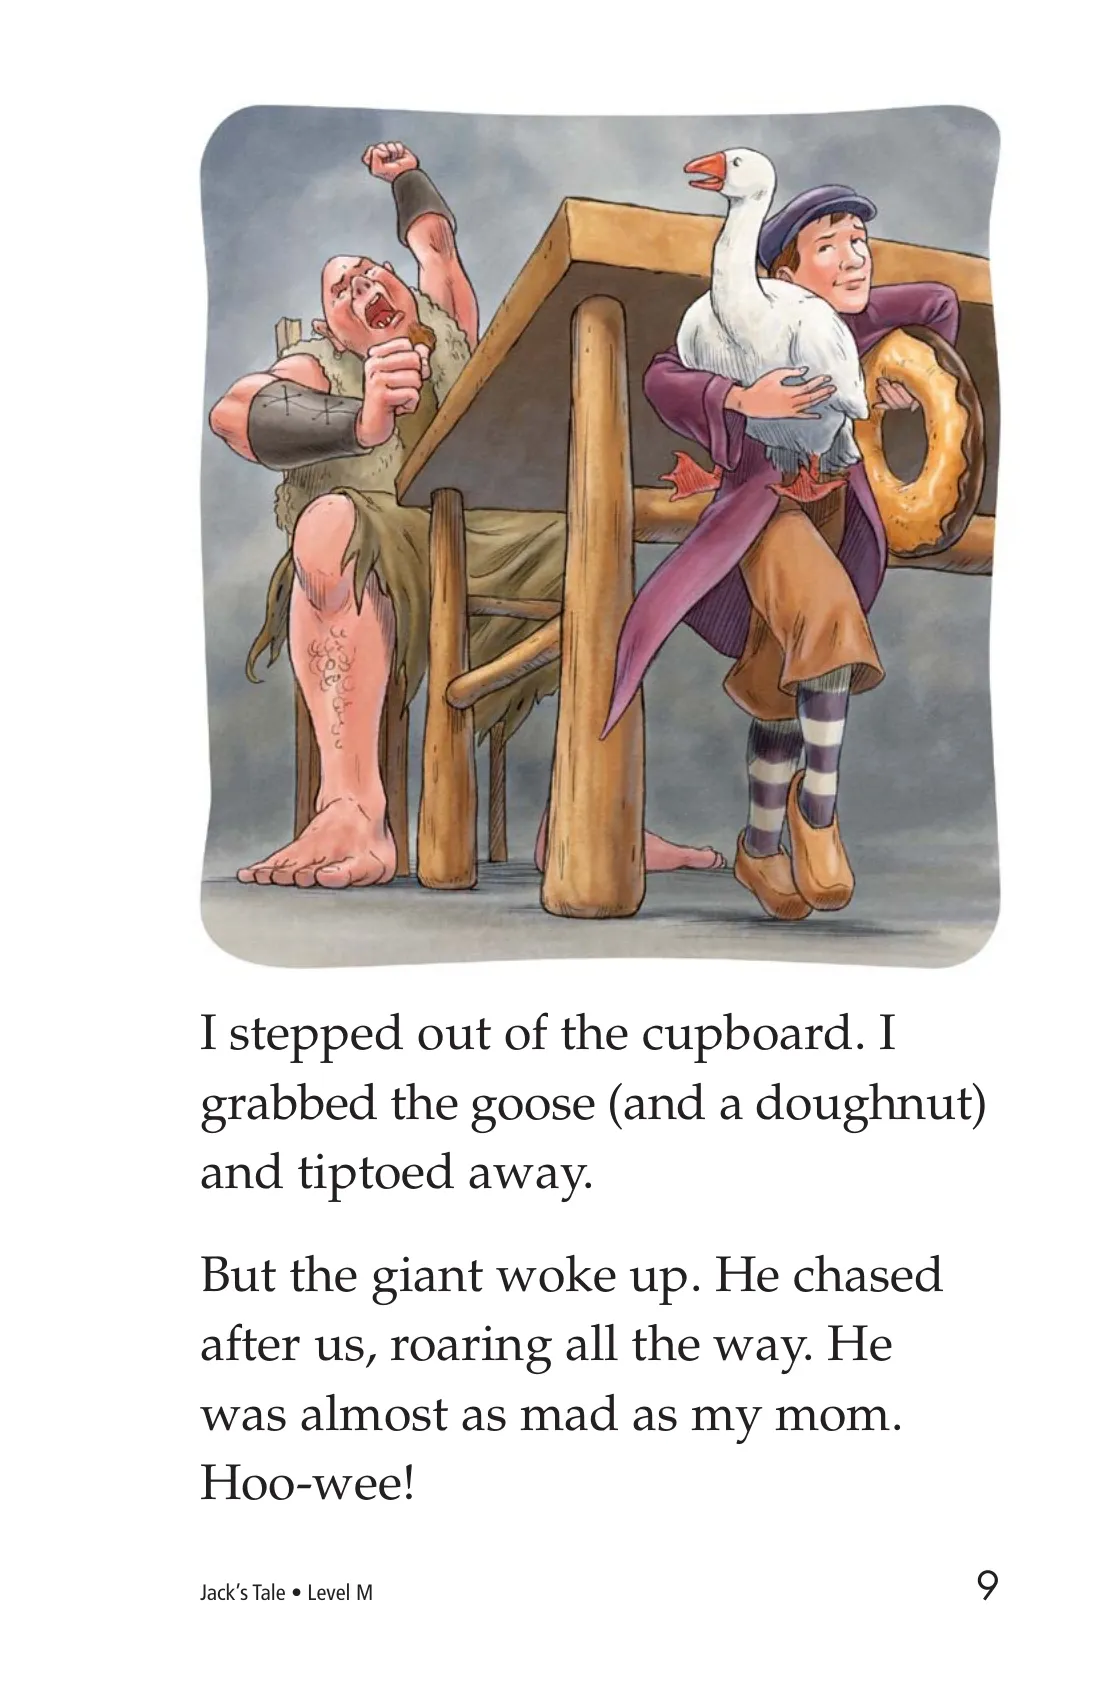 I stepped out of the cupboard. I
grabbed the goose (and a doughnut)
and tiptoed away.
But the giant woke up. He chased
after us, roaring all the way. He
was almost as mad as my mom.
Hoo-wee!
Jack's Tale • Level M
9